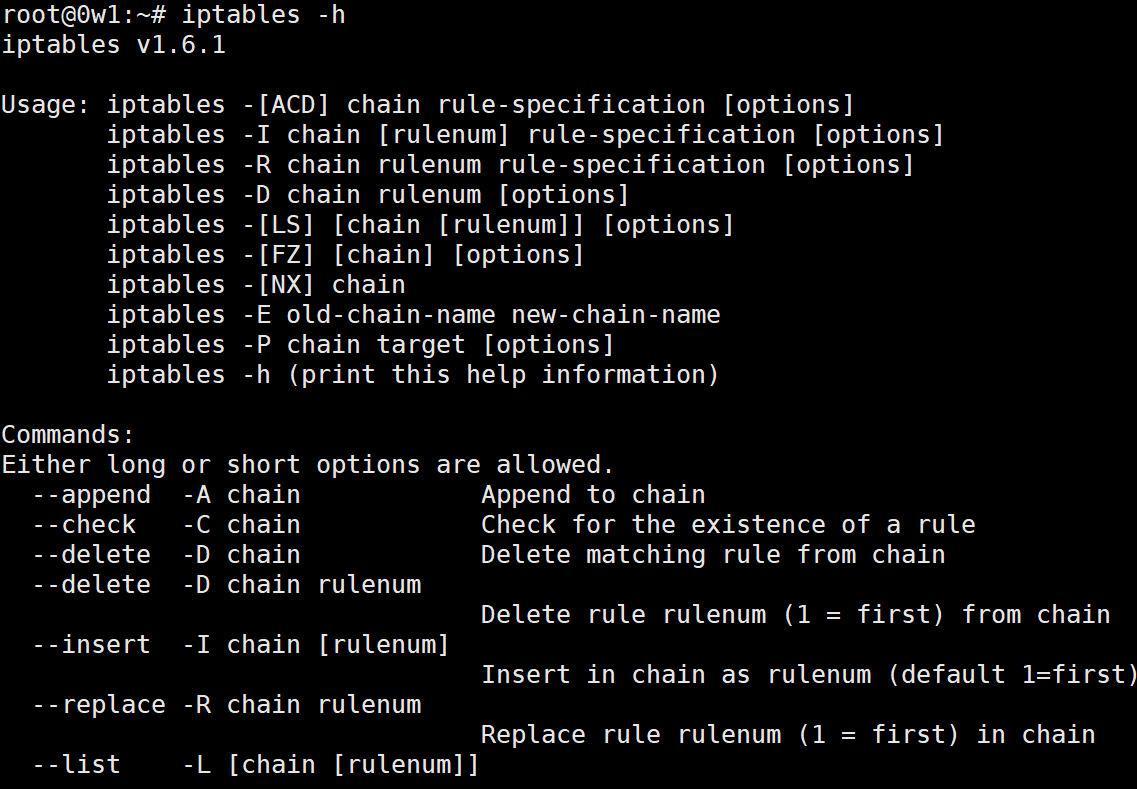 root@0w1:~# iptables -h
iptables v1.6.1

Usage: iptables -[ACD] chain rule-specification [options]
       iptables -I chain [rulenum] rule-specification [options]
       iptables -R chain rulenum rule-specification [options]
       iptables -D chain rulenum [options]
       iptables -[LS] [chain [rulenum]] [options]
       iptables -[FZ] [chain] [options]
       iptables -[NX] chain
       iptables -E old-chain-name new-chain-name
       iptables -P chain target [options]
       iptables -h (print this help information)

Commands:
Either long or short options are allowed.
  --append  -A chain            Append to chain
  --check   -C chain            Check for the existence of a rule
  --delete  -D chain            Delete matching rule from chain
  --delete  -D chain rulenum
                                Delete rule rulenum (1 = first) from chain
  --insert  -I chain [rulenum]
                                Insert in chain as rulenum (default 1=first)
  --replace -R chain rulenum
                                Replace rule rulenum (1 = first) in chain
  --list    -L [chain [rulenum]]